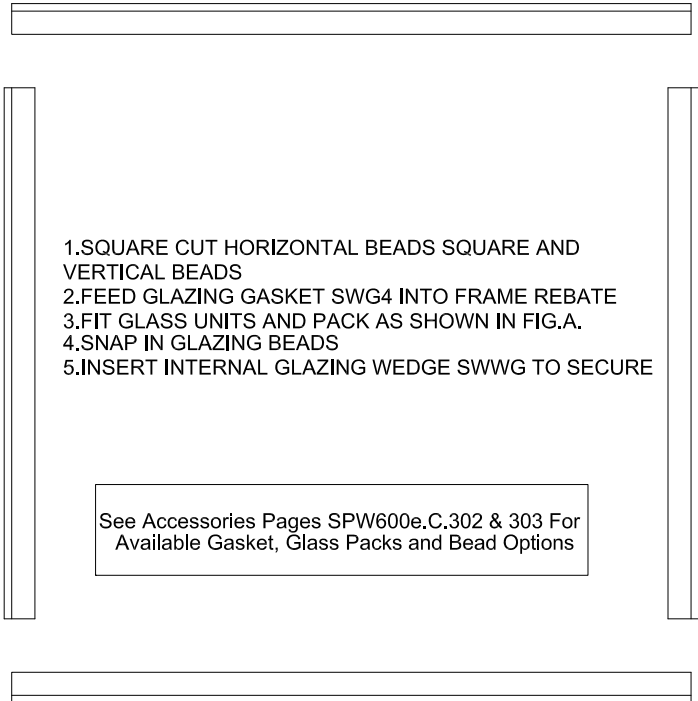 1.SQUARE CUT HORIZONTAL BEADS SQUARE AND
VERTICAL BEADS
2.FEED GLAZING GASKET SWG4 INTO FRAME REBATE
3.FIT GLASS UNITS AND PACK AS SHOWN IN FIG.A.
4.SNAP IN GLAZING BEADS
5.INSERT INTERNAL GLAZING WEDGE SWWG TO SECURE
See Accessories Pages SPW600e.C.302 & 303 For
Available Gasket, Glass Packs and Bead Options